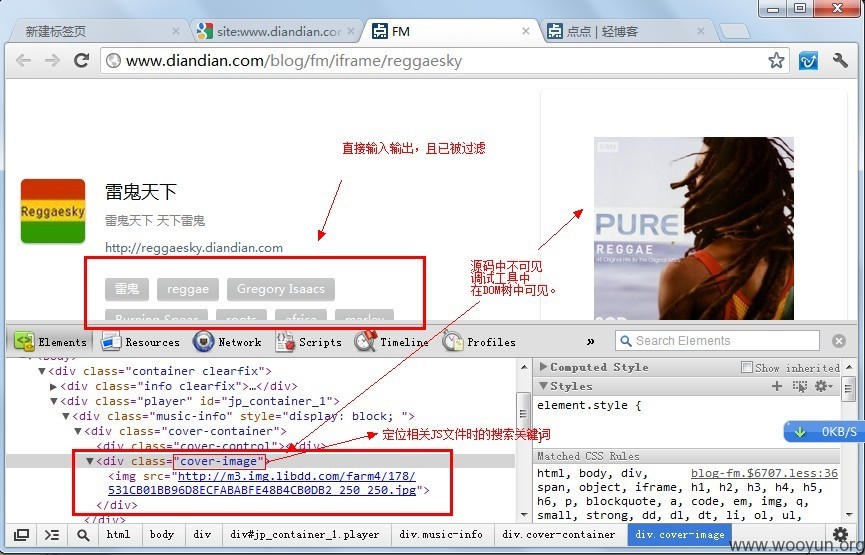 新建标签页
site:www.diandian.cor
FM
点点 | 轻博客
www.diandian.com/blog/fm/iframe/reggaesky
直接输入输出，且已被过滤
Reggaesky
雷鬼天下
雷鬼天下 天下雷鬼
http://reggaesky.diandian.com
雷鬼
reggae
Gregory Isaacs
Burning Spear
roots
africa
marley
PURE
REGGAE
源码中不可见
调试工具中
在DOM树中可见。
Elements
Resources
Network
Scripts
Timeline
Profiles
»
Search Elements
<body>
▼<div class="container clearfix">
▶<div class="info clearfix">…</div>
▼<div class="player" id="jp_container_1">
▼<div class="music-info" style="display: block; ">
▼<div class="cover-container">
<div class="cover-control"></div>
定位相关JS文件时的搜索关键词
▼<div class="cover-image">
<img src="http://m3.img.libdd.com/farm4/178/
531CB01BB96D8ECFABABFE48B4CB0DB2_250_250.jpg">
</div>
</div>
▶Computed Style
Show inherited
▼Styles
element.style {
0KB/S
Matched CSS Rules
html, body, div, blog-fm.$6707.less:36
span, object, iframe, h1, h2, h3, h4, h5,
h6, p, blockquote, a, code, em, img, q,
small, strong, dd, dl, dt, li, ol, ul,
html
body
div
div#jp_container_1.player
div.music-info
div.cover-container
div.cover-image
www.wooyun.org